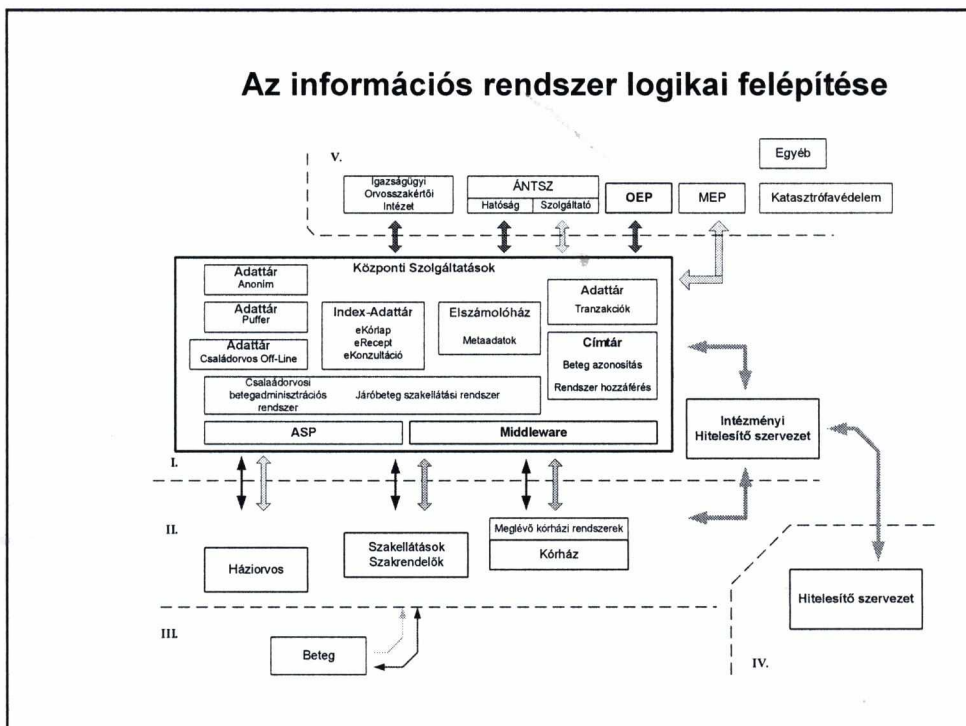 Az információs rendszer logikai felépítése
V.
Egyéb
Igazságügyi
Orvosszakértői
Intézet
ÁNTSZ
Hatóság
Szolgáltató
OEP
MEP
Katasztrófavédelem
Központi Szolgáltatások
Adattár
Anonim
Adattár
Puffer
Adattár
Családorvos Off-Line
Index-Adattár
eKórlap
eRecept
eKonzultáció
Elszámolóház
Metaadatok
Adattár
Tranzakciók
Címtár
Beteg azonosítás
Rendszer hozzáférés
Csalaádorvosi
betegadminisztrációs
rendszer
Járóbeteg szakellátási rendszer
ASP
Middleware
Intézményi
Hitelesítő szervezet
I.
II.
Háziorvos
Szakellátások
Szakrendelők
Meglévő kórházi rendszerek
Kórház
Hitelesítő szervezet
III.
Beteg
IV.